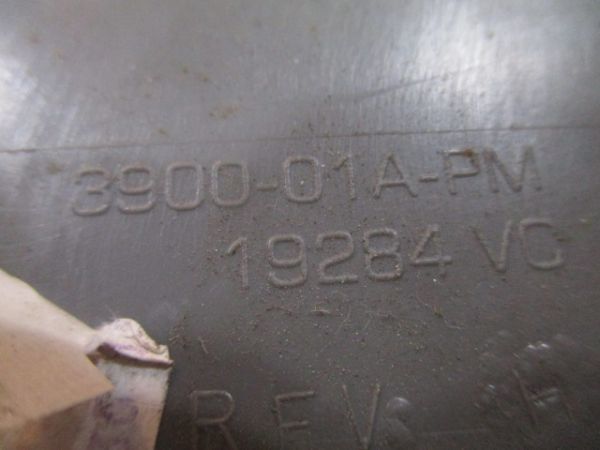 3900-01A-PM
19284 VC
REV H